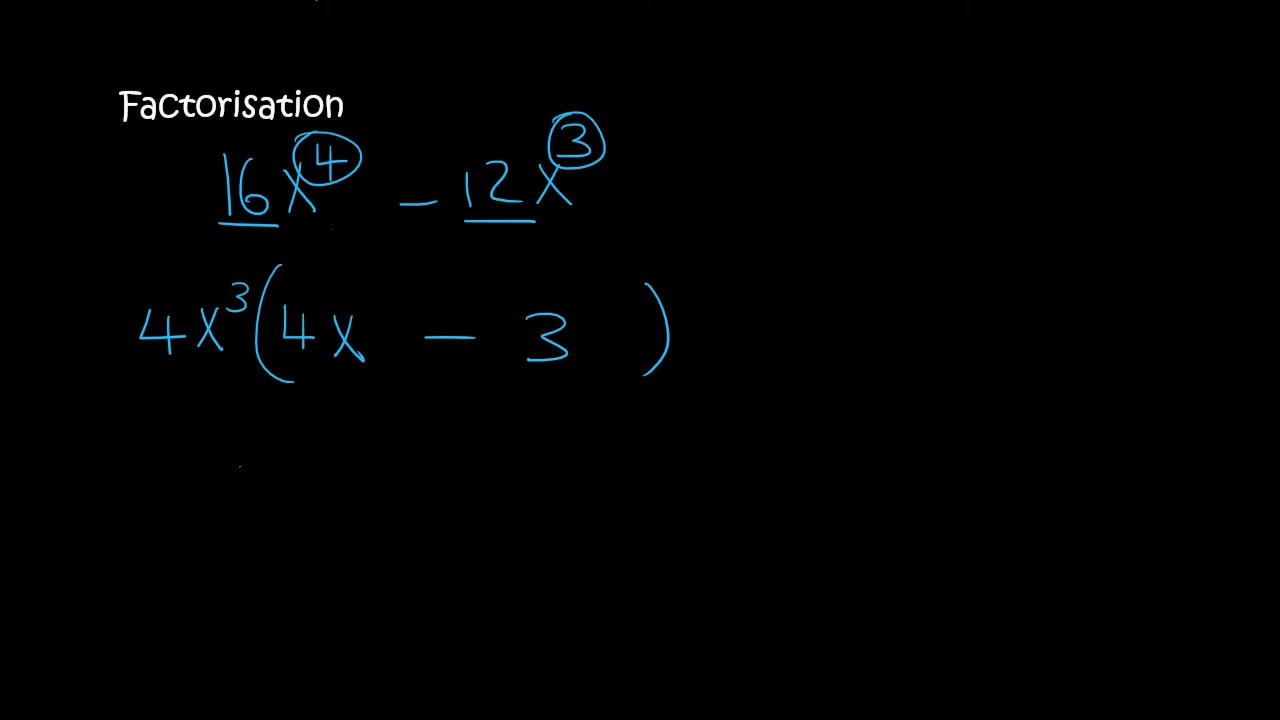 Factorisation
16x⁴ - 12x³
4x³(4x - 3)